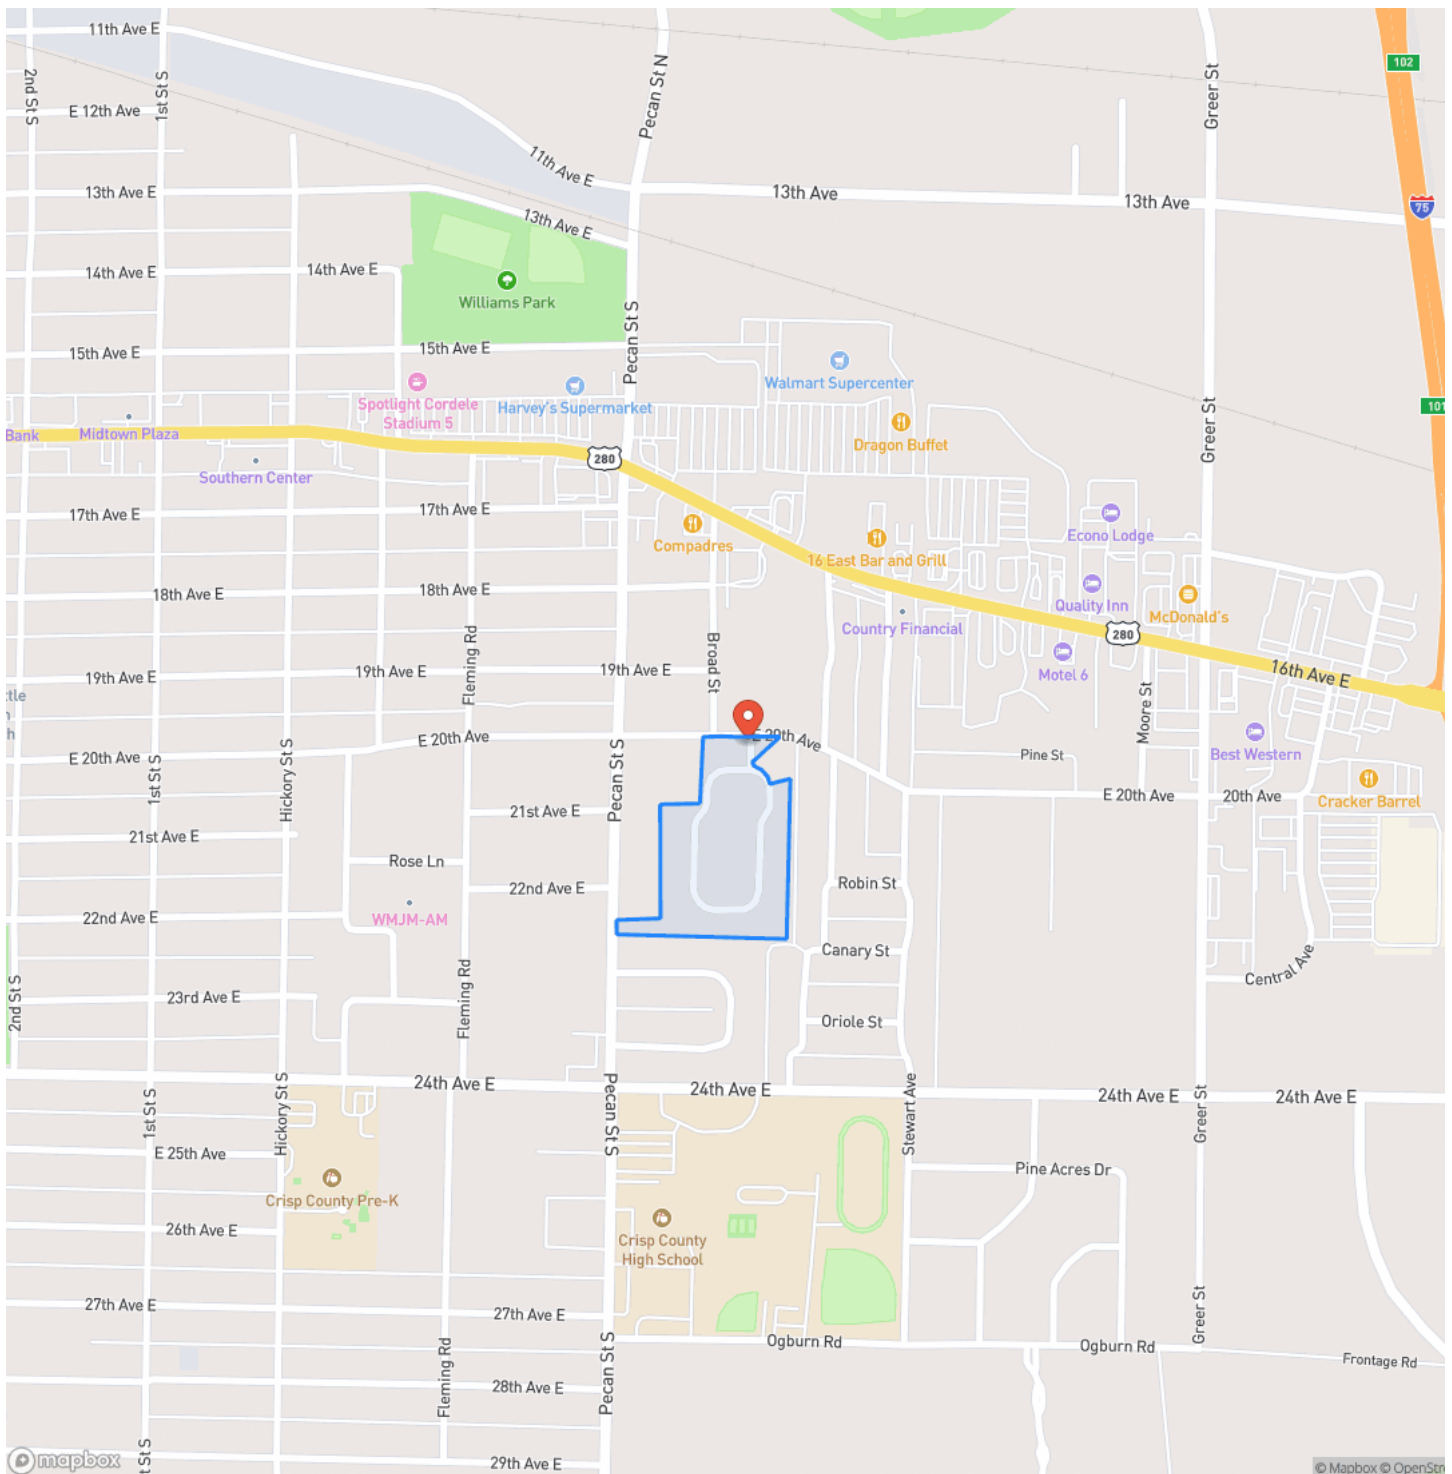 11th Ave E
102
2nd St S
1st St S
E 12th Ave
Pecan St N
Greer St
11th Ave E
13th Ave E
13th Ave
13th Ave
75
13th Ave E
14th Ave E
14th Ave E
Williams Park
15th Ave E
15th Ave E
Pecan St S
Walmart Supercenter
Spotlight Cordele
Stadium 5
Harvey's Supermarket
101
Bank
Midtown Plaza
Dragon Buffet
Greer St
280
Southern Center
17th Ave E
17th Ave E
Compadres
Econo Lodge
16 East Bar and Grill
18th Ave E
18th Ave E
Quality Inn
McDonald's
Country Financial
280
Fleming Rd
Broad St
19th Ave E
19th Ave E
19th Ave E
Motel 6
16th Ave E
Moore St
E 20th Ave
E 20th Ave
E 20th Ave
Pine St
Best Western
Hickory St S
Pecan St S
1st St S
E 20th Ave
20th Ave
Cracker Barrel
21st Ave E
21st Ave E
Rose Ln
22nd Ave E
Robin St
22nd Ave E
WMJM-AM
Canary St
Central Ave
2nd St S
23rd Ave E
Fleming Rd
Oriole St
24th Ave E
24th Ave E
24th Ave E
24th Ave E
1st St S
Hickory St S
Pecan St S
Stewart Ave
Greer St
E 25th Ave
Pine Acres Dr
Crisp County Pre-K
26th Ave E
Crisp County
High School
27th Ave E
27th Ave E
Ogburn Rd
Ogburn Rd
Greer St
Frontage Rd
Fleming Rd
Pecan St S
28th Ave E
29th Ave E
St S
mapbox
© Mapbox © OpenStr